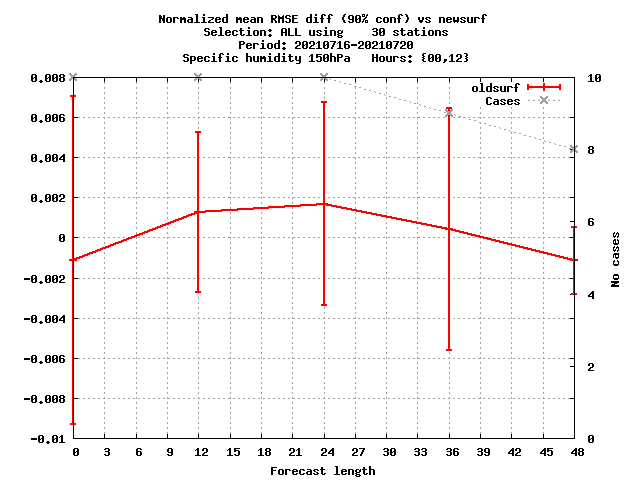 Normalized mean RMSE diff (90% conf) vs newsurf
Selection: ALL using    30 stations
Period: 20210716-20210720
Specific humidity 150hPa   Hours: {00,12}
oldsurf
Cases
0.008
0.006
0.004
0.002
0
-0.002
-0.004
-0.006
-0.008
-0.01
10
8
6
4
2
0
No cases
0 3 6 9 12 15 18 21 24 27 30 33 36 39 42 45 48
Forecast length